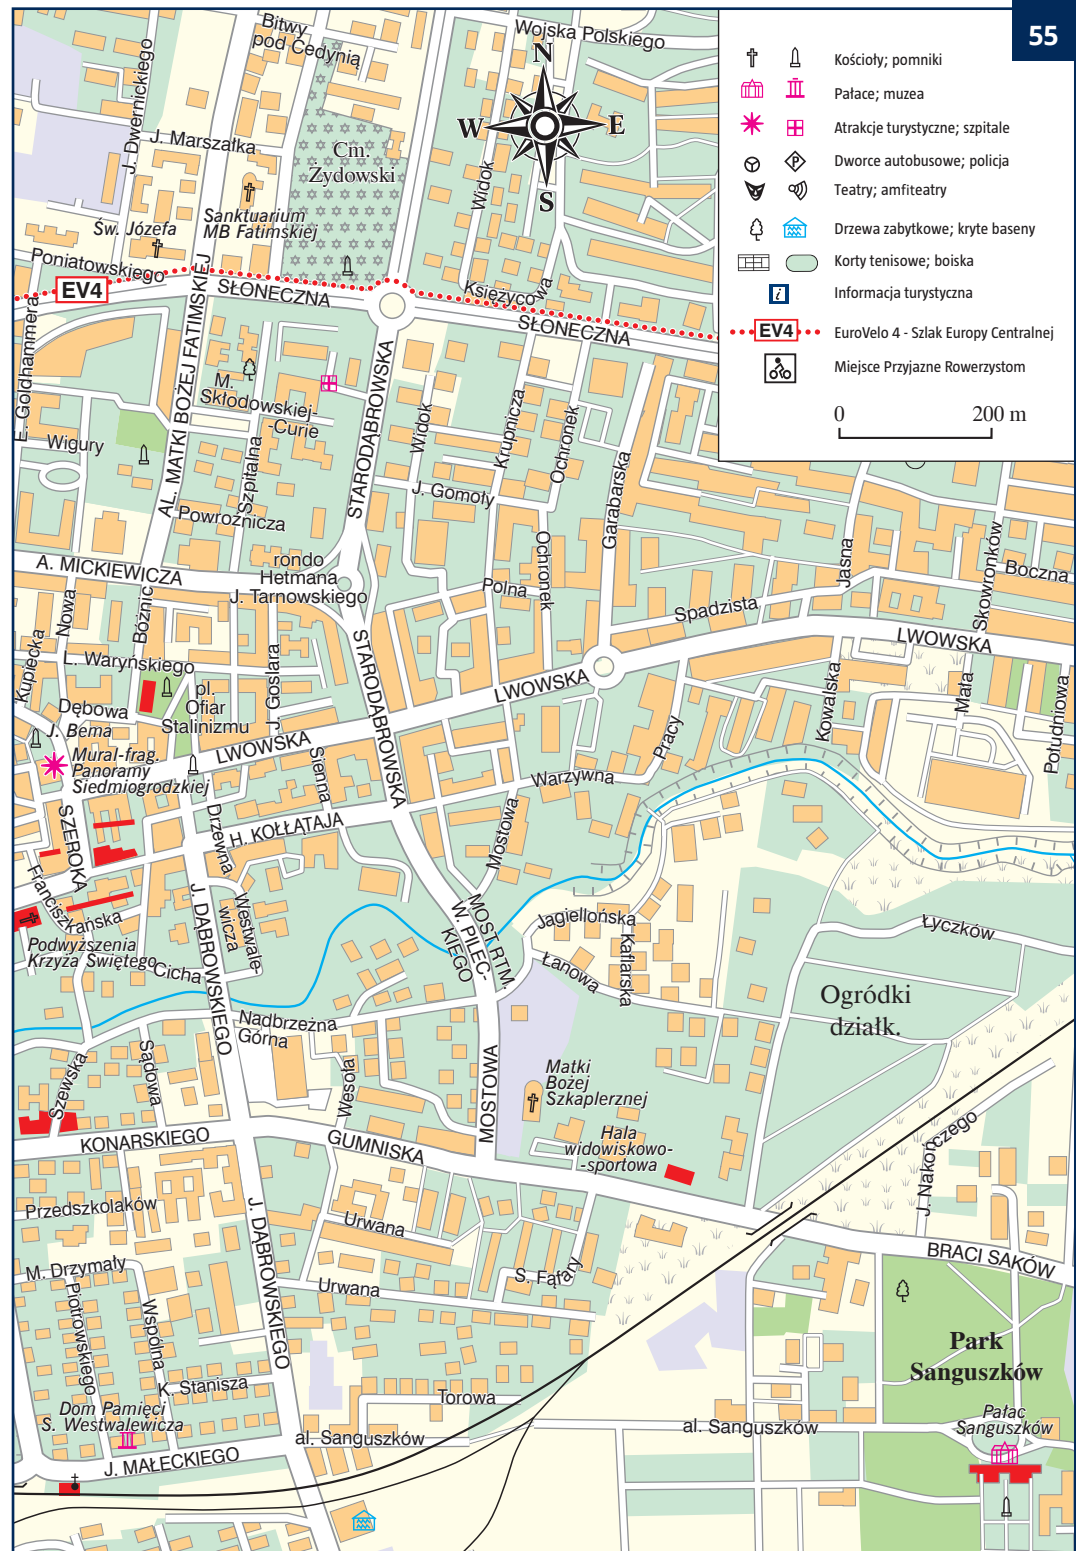 55
Kościoły; pomniki
Pałace; muzea
Atrakcje turystyczne; szpitale
Dworce autobusowe; policja
Teatry; amfiteatry
Drzewa zabytkowe; kryte baseny
Korty tenisowe; boiska
i
Informacja turystyczna
EV4
EuroVelo 4 - Szlak Europy Centralnej
Miejsce Przyjazne Rowerzystom
0
200 m
N
W
E
S
Bitwy
pod Cedynią
Wojska Polskiego
J. Dwernickiego
J. Marszałka
Cm.
Żydowski
Widok
Św. Józefa
Sanktuarium
MB Fatimskiej
Poniatowskiego
EV4
SŁONECZNA
Księżycowa
SŁONECZNA
E. Goldhammera
AL. MATKI BOŻEJ FATIMSKIEJ
M.
Skłodowskiej-
-Curie
STARODĄBROWSKA
Widok
Krupnicza
Ochronek
Wigury
Szpitalna
J. Gomoły
Garabarska
Powroźnicza
A. MICKIEWICZA
rondo
Hetmana
J. Tarnowskiego
Ochronek
Polna
Jasna
Skowronków
Boczna
Spadzista
LWOWSKA
Nowa
Bóżnic
Kupiecka
L. Waryńskiego
J. Goslara
STARODĄBROWSKA
LWOWSKA
Kowalska
Mała
Południowa
Dębowa
pl.
Ofiar
Stalinizmu
J. Bema
Mural-frag.
Panoramy
Siedmiogrodzkiej
LWOWSKA
Sienna
Pracy
Warzywna
SZEROKA
Drzewna
H. KOŁŁĄTAJA
Mostowa
Franciszkańska
Westwale-
wicza
J. DĄBROWSKIEGO
MOST RTM.
W. PILEC-
KIEGO
Jagiellońska
Kaflarska
Łanowa
Łyczków
Podwyższenia
Krzyża Świętego
Cicha
Ogródki
działk.
Nadbrzeżna
Górna
Szewska
Sądowa
Wesoła
MOSTOWA
Matki
Bożej
Szkaplerznej
KONARSKIEGO
GUMNISKA
Hala
widowiskowo-
-sportowa
J. Nakończego
Przedszkolaków
J. DĄBROWSKIEGO
Urwana
BRACI SAKÓW
M. Drzymały
Piotrowskiego
Wspólna
Urwana
S. Fąfary
Park
Sanguszków
K. Stanisza
Torowa
Dom Pamięci
S. Westwalewicza
al. Sanguszków
al. Sanguszków
Pałac
Sanguszków
J. MAŁECKIEGO